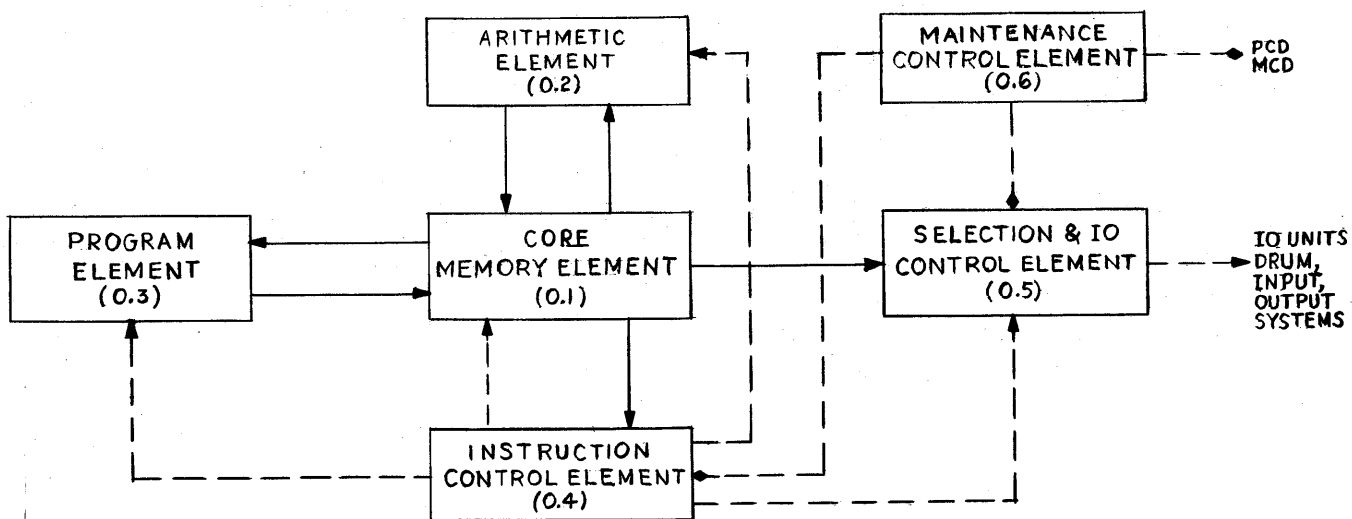 ARITHMETIC
ELEMENT
(0.2)
MAINTENANCE
CONTROL ELEMENT
(0.6)
PCD
MCD
PROGRAM
ELEMENT
(0.3)
CORE
MEMORY ELEMENT
(0.1)
SELECTION & IO
CONTROL ELEMENT
(0.5)
IO UNITS
DRUM,
INPUT,
OUTPUT
SYSTEMS
INSTRUCTION
CONTROL ELEMENT
(0.4)